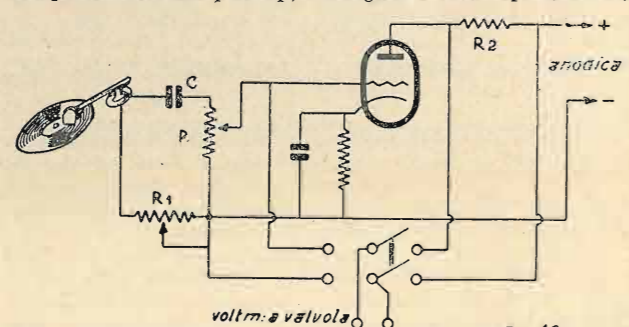 R2
+
anodica
-
C
P.
R1
voltm: a valvola